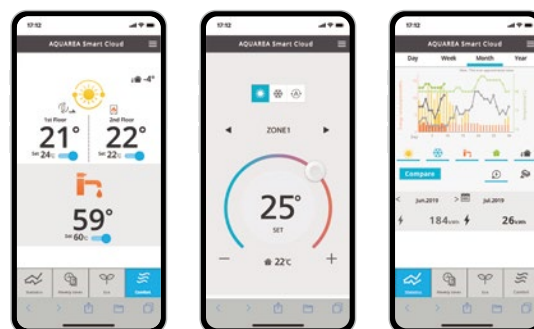 17:12
AQUAREA Smart Cloud
-4°
1st Floor
2nd Floor
21°
22°
Set 24°C
Set 22°C
59°
Set 60°C
Statistics
Weekly timer
Eco
Comfort
17:12
AQUAREA Smart Cloud
ZONE1
25°
SET
22°C
17:12
AQUAREA Smart Cloud
Day
Week
Month
Year
Compare
Jun.2019
Jul.2019
184kWh
26kWh
Statistics
Weekly timer
Eco
Comfort